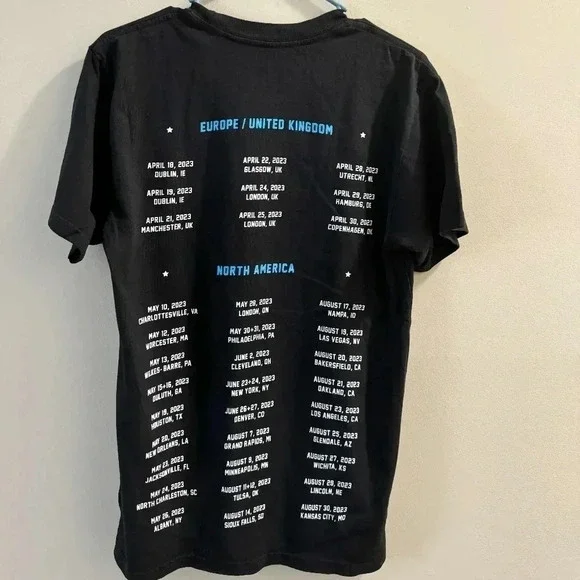 EUROPE / UNITED KINGDOM
APRIL 18, 2023
DUBLIN, IE
APRIL 19, 2023
DUBLIN, IE
APRIL 21, 2023
MANCHESTER, UK
APRIL 22, 2023
GLASGOW, UK
APRIL 24, 2023
LONDON, UK
APRIL 25, 2023
LONDON, UK
APRIL 28, 2023
UTRECHT, NL
APRIL 29, 2023
HAMBURG, DE
APRIL 30, 2023
COPENHAGEN, DK
NORTH AMERICA
MAY 10, 2023
CHARLOTTESVILLE, VA
MAY 12, 2023
WORCESTER, MA
MAY 13, 2023
WILKES-BARRE, PA
MAY 15+16, 2023
DULUTH, GA
MAY 19, 2023
HOUSTON, TX
MAY 20, 2023
NEW ORLEANS, LA
MAY 23, 2023
JACKSONVILLE, FL
MAY 24, 2023
NORTH CHARLESTON, SC
MAY 26, 2023
ALBANY, NY
MAY 28, 2023
LONDON, ON
MAY 30+31, 2023
PHILADELPHIA, PA
JUNE 2, 2023
CLEVELAND, OH
JUNE 23+24, 2023
NEW YORK, NY
JUNE 26+27, 2023
DENVER, CO
AUGUST 7, 2023
GRAND RAPIDS, MI
AUGUST 9, 2023
MINNEAPOLIS, MN
AUGUST 11+12, 2023
TULSA, OK
AUGUST 14, 2023
SIOUX FALLS, SD
AUGUST 17, 2023
NAMPA, ID
AUGUST 19, 2023
LAS VEGAS, NV
AUGUST 20, 2023
BAKERSFIELD, CA
AUGUST 21, 2023
OAKLAND, CA
AUGUST 23, 2023
LOS ANGELES, CA
AUGUST 25, 2023
GLENDALE, AZ
AUGUST 27, 2023
WICHITA, KS
AUGUST 28, 2023
LINCOLN, NE
AUGUST 30, 2023
KANSAS CITY, MO